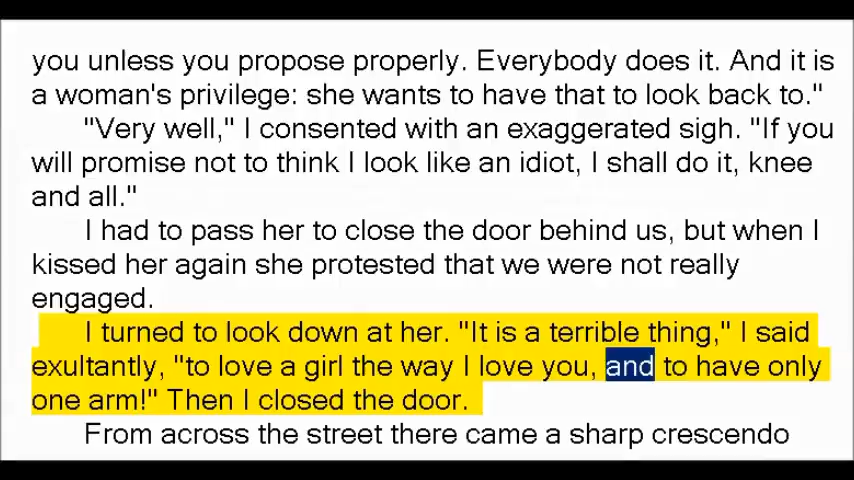 you unless you propose properly. Everybody does it. And it is
a woman's privilege: she wants to have that to look back to."
"Very well," I consented with an exaggerated sigh. "If you
will promise not to think I look like an idiot, I shall do it, knee
and all."
I had to pass her to close the door behind us, but when I
kissed her again she protested that we were not really
engaged.
I turned to look down at her. "It is a terrible thing," I said
exultantly, "to love a girl the way I love you, and to have only
one arm!" Then I closed the door.
From across the street there came a sharp crescendo